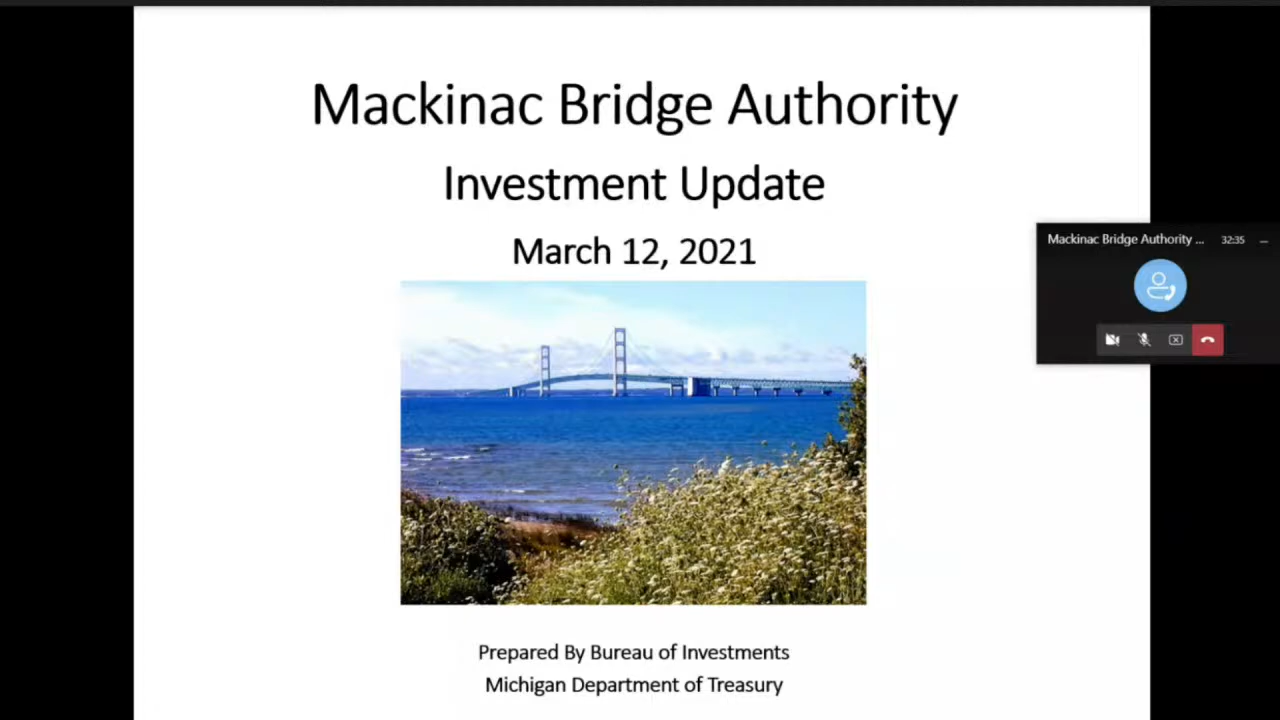 Mackinac Bridge Authority
Investment Update
March 12, 2021
Mackinac Bridge Authority ...
32:35
Prepared By Bureau of Investments
Michigan Department of Treasury